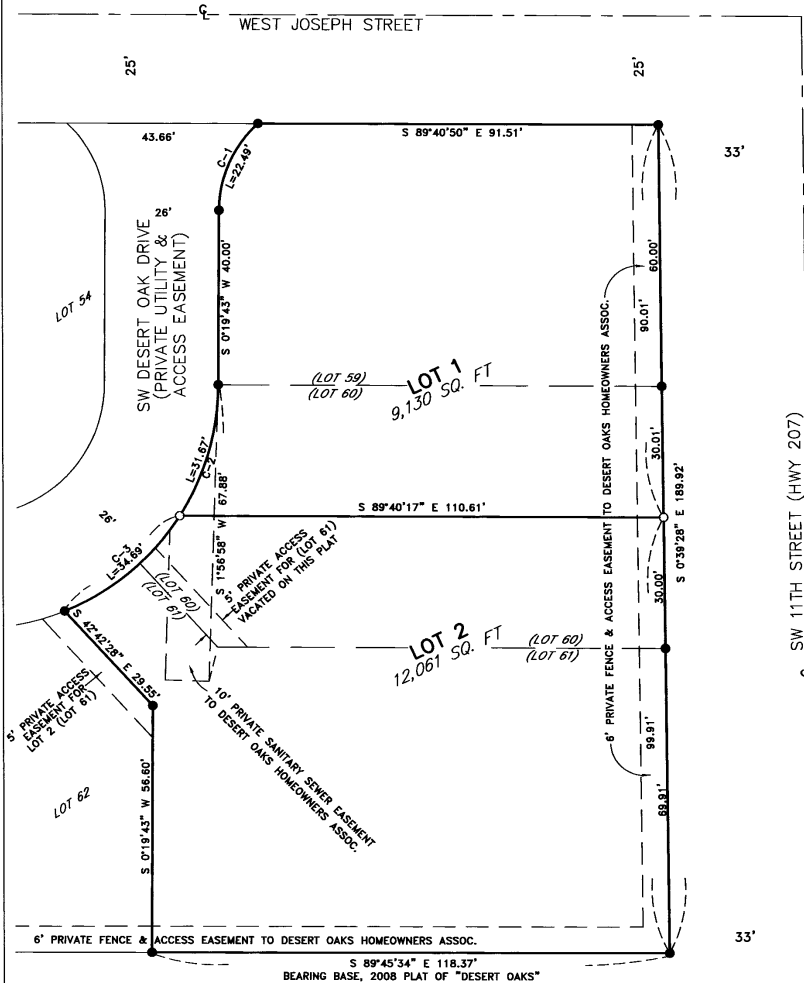 ℄
WEST JOSEPH STREET
25'
25'
43.66'
S 89°40'50" E 91.51'
33'
C-1
L=22.49'
26'
SW DESERT OAK DRIVE
(PRIVATE UTILITY &
ACCESS EASEMENT)
S 0°19'43" W 40.00'
LOT 54
60.00'
90.01'
6' PRIVATE FENCE & ACCESS EASEMENT TO DESERT OAKS HOMEOWNERS ASSOC.
(LOT 59)
(LOT 60)
LOT 1
9,130 SQ. FT
SW 11TH STREET (HWY 207)
L=31.67'
C-2
30.01'
S 0°39'28" E 189.92'
S 1°56'58" W 67.88'
S 89°40'17" E 110.61'
26'
C-3
L=34.69'
(LOT 60)
(LOT 61)
5' PRIVATE ACCESS
EASEMENT FOR (LOT 61)
VACATED ON THIS PLAT
30.00'
LOT 2
12,061 SQ. FT
(LOT 60)
(LOT 61)
S 42°42'28" E 29.55'
5' PRIVATE ACCESS
EASEMENT FOR
LOT 2 (LOT 61)
10' PRIVATE SANITARY SEWER EASEMENT
TO DESERT OAKS HOMEOWNERS ASSOC.
99.91'
69.91'
LOT 62
S 0°19'43" W 56.60'
6' PRIVATE FENCE & ACCESS EASEMENT TO DESERT OAKS HOMEOWNERS ASSOC.
33'
S 89°45'34" E 118.37'
BEARING BASE, 2008 PLAT OF "DESERT OAKS"